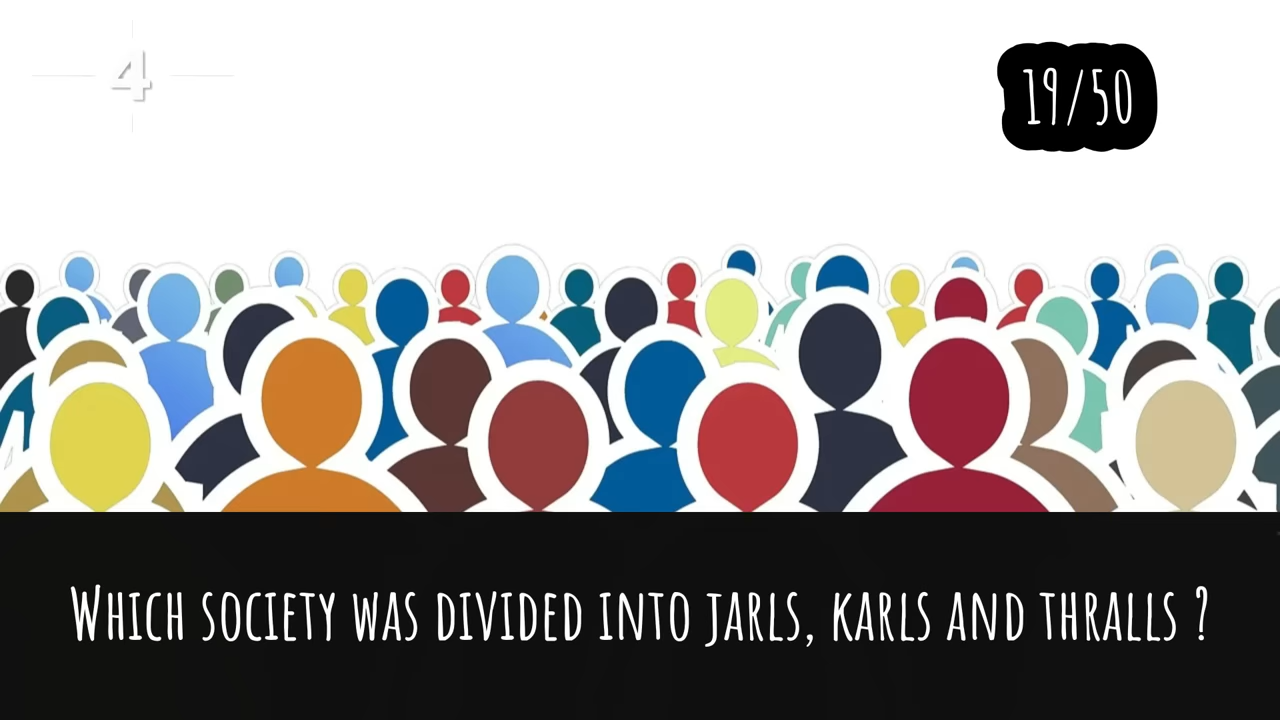 4
19/50
Which society was divided into jarls, karls and thralls ?